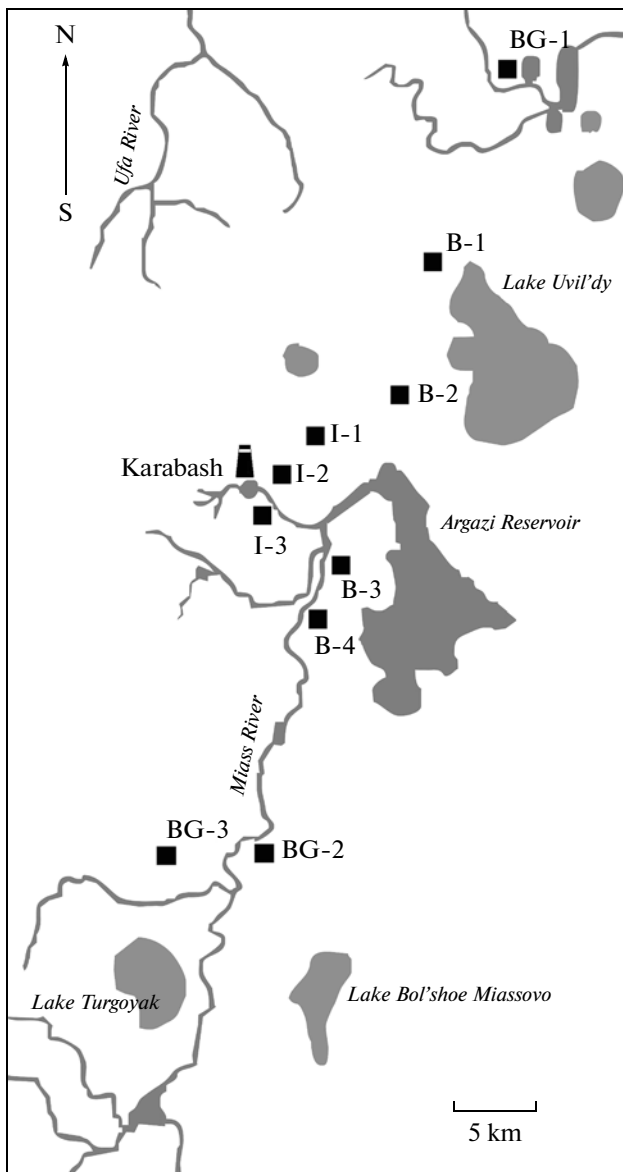 N
BG-1
Ufa River
S
B-1
Lake Uvil'dy
B-2
I-1
Karabash
I-2
I-3
Argazi Reservoir
B-3
B-4
Miass River
BG-3
BG-2
Lake Turgoyak
Lake Bol'shoe Miassovo
5 km